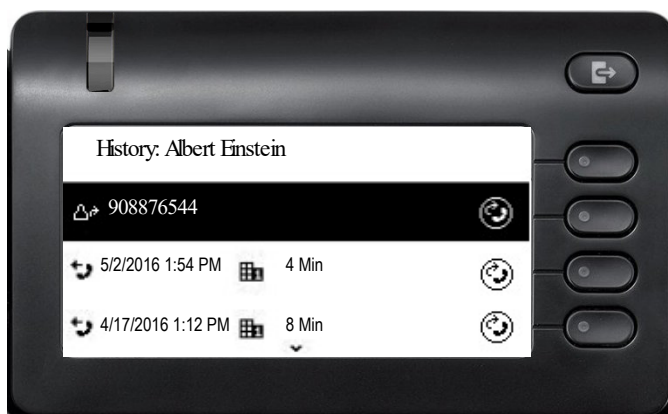 History: Albert Einstein
908876544
5/2/2016 1:54 PM 4 Min
4/17/2016 1:12 PM 8 Min